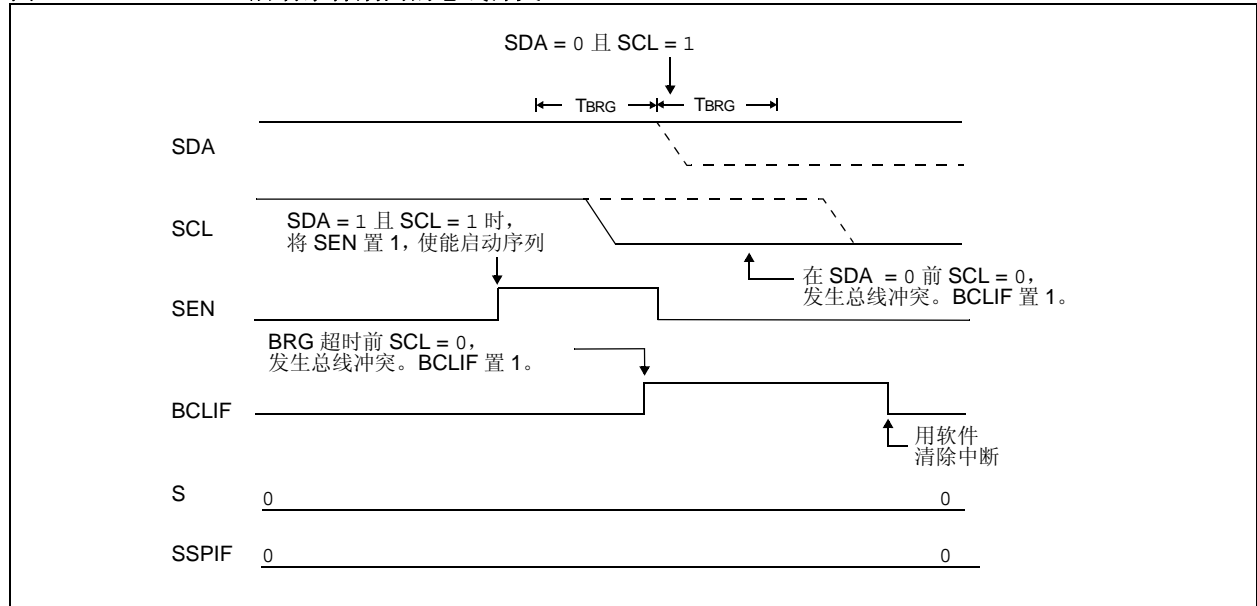 SDA = 0 且 SCL = 1
TBRG TBRG
SDA
SCL
SDA = 1 且 SCL = 1 时，
将 SEN 置 1，使能启动序列
在 SDA = 0 前 SCL = 0，
发生总线冲突。BCLIF 置 1。
SEN
BRG 超时前 SCL = 0，
发生总线冲突。BCLIF 置 1。
BCLIF
用软件
清除中断
S 0 0
SSPIF 0 0